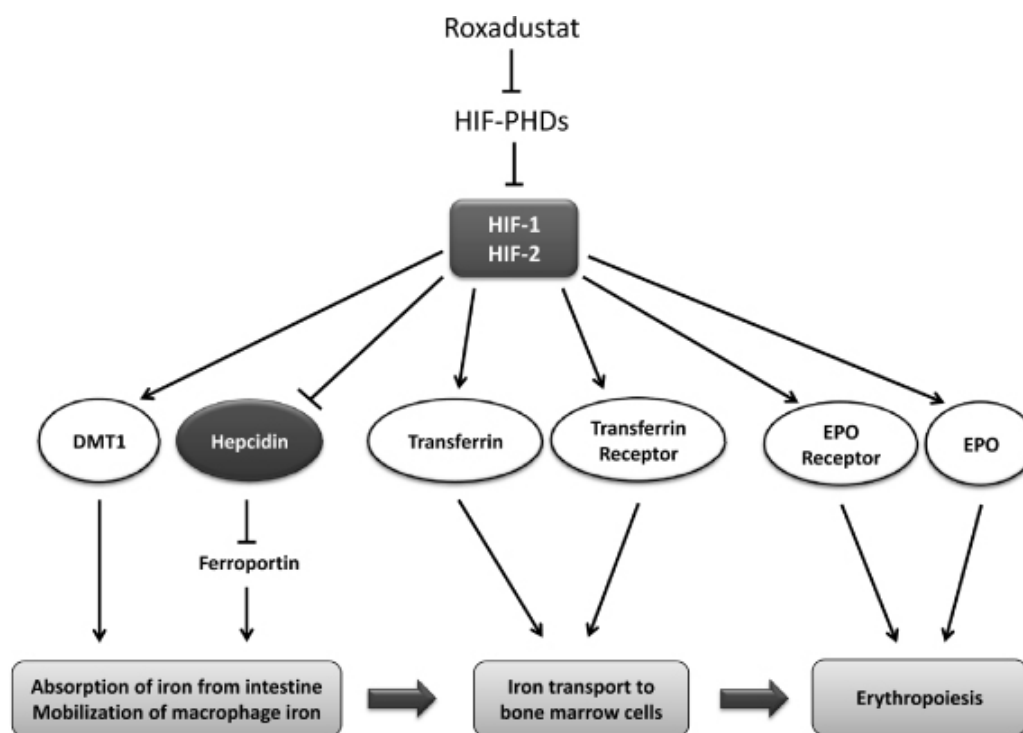 Roxadustat
HIF-PHDs
HIF-1
HIF-2
DMT1
Hepcidin
Transferrin
Transferrin
Receptor
EPO
Receptor
EPO
Ferroportin
Absorption of iron from intestine
Mobilization of macrophage iron
Iron transport to
bone marrow cells
Erythropoiesis